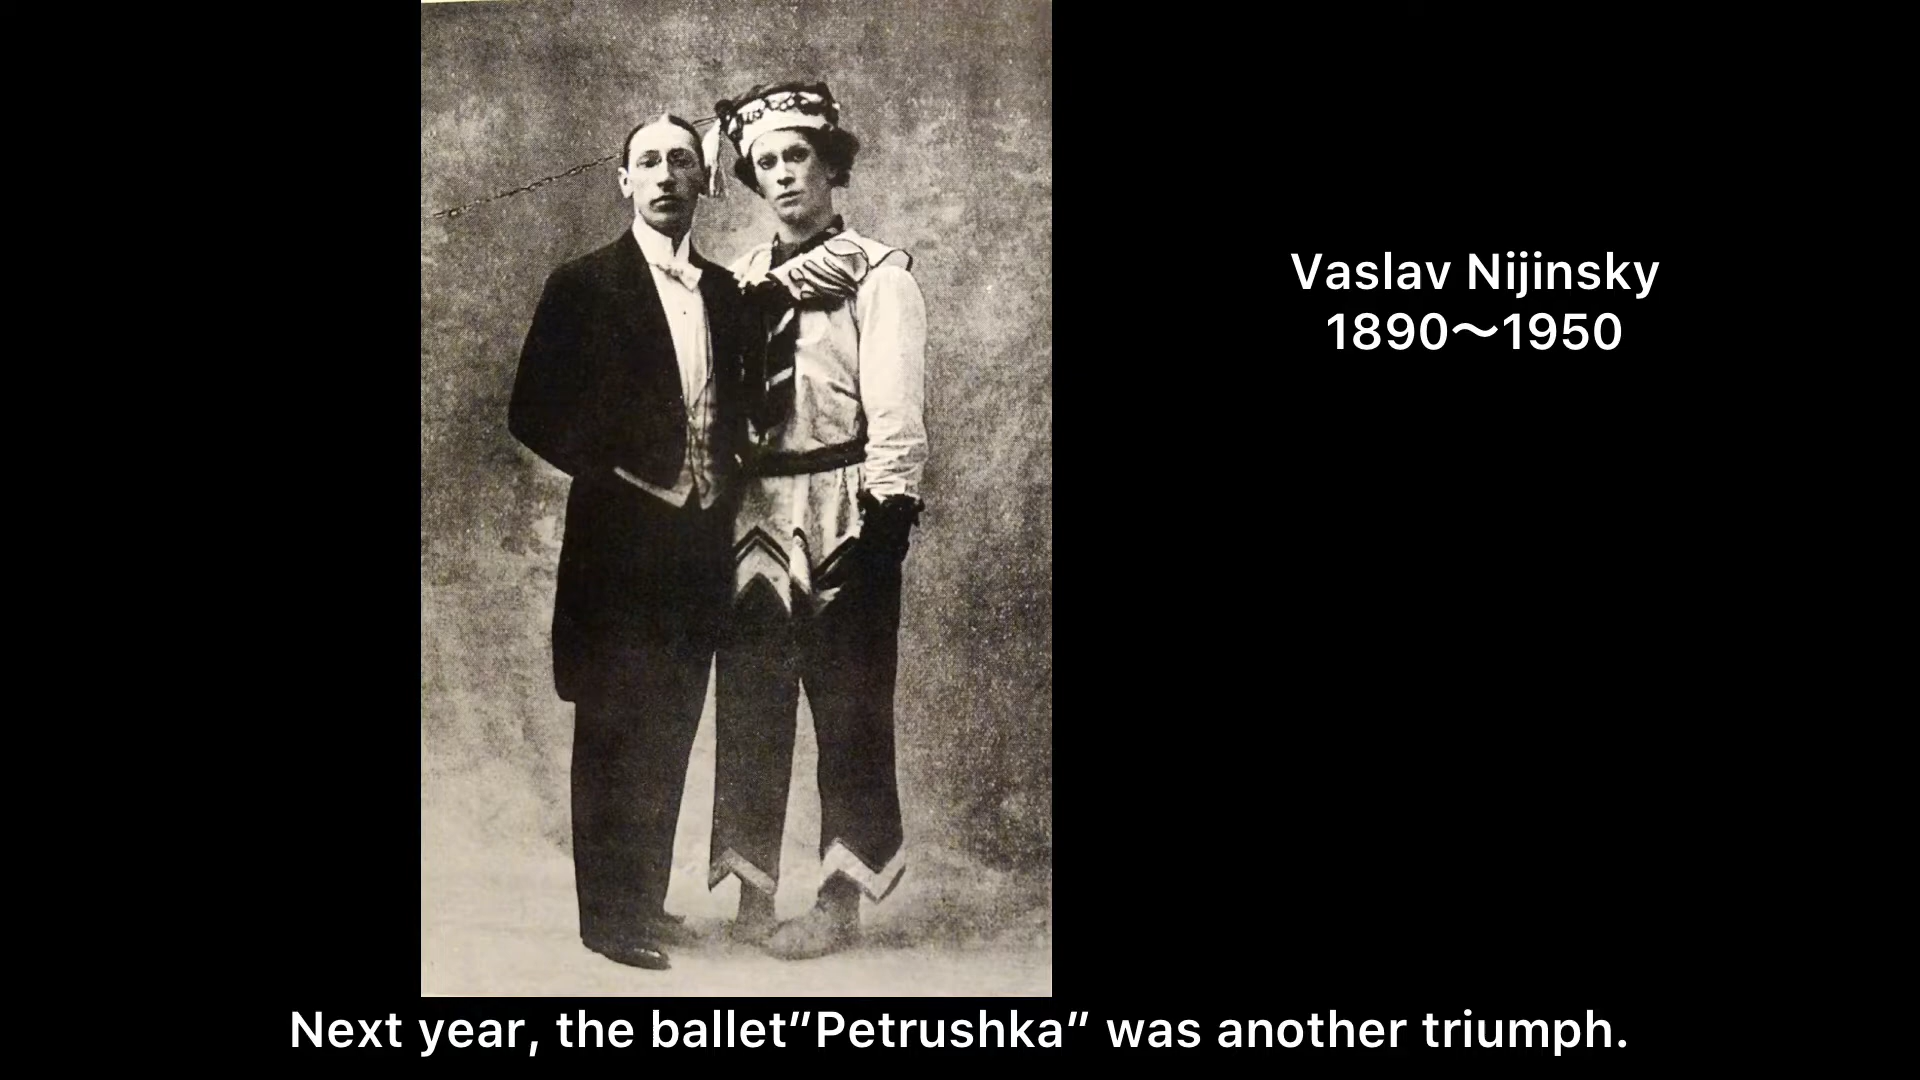 Vaslav Nijinsky
1890〜1950
Next year, the ballet”Petrushka” was another triumph.